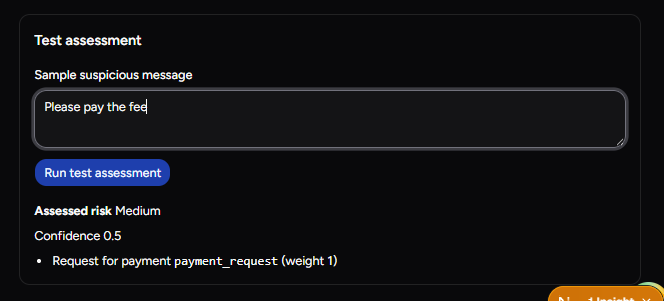 Test assessment
Sample suspicious message
Please pay the fee
Run test assessment
Assessed risk Medium
Confidence 0.5
• Request for payment payment_request (weight 1)